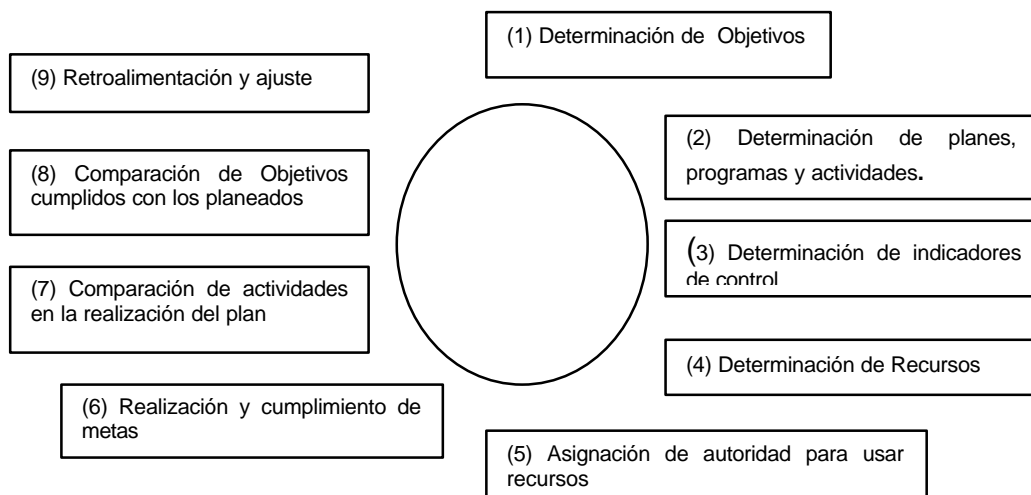 (1) Determinación de Objetivos
(2) Determinación de planes,
programas y actividades.
(3) Determinación de indicadores
de control
(4) Determinación de Recursos
(5) Asignación de autoridad para usar
recursos
(6) Realización y cumplimiento de
metas
(7) Comparación de actividades
en la realización del plan
(8) Comparación de Objetivos
cumplidos con los planeados
(9) Retroalimentación y ajuste